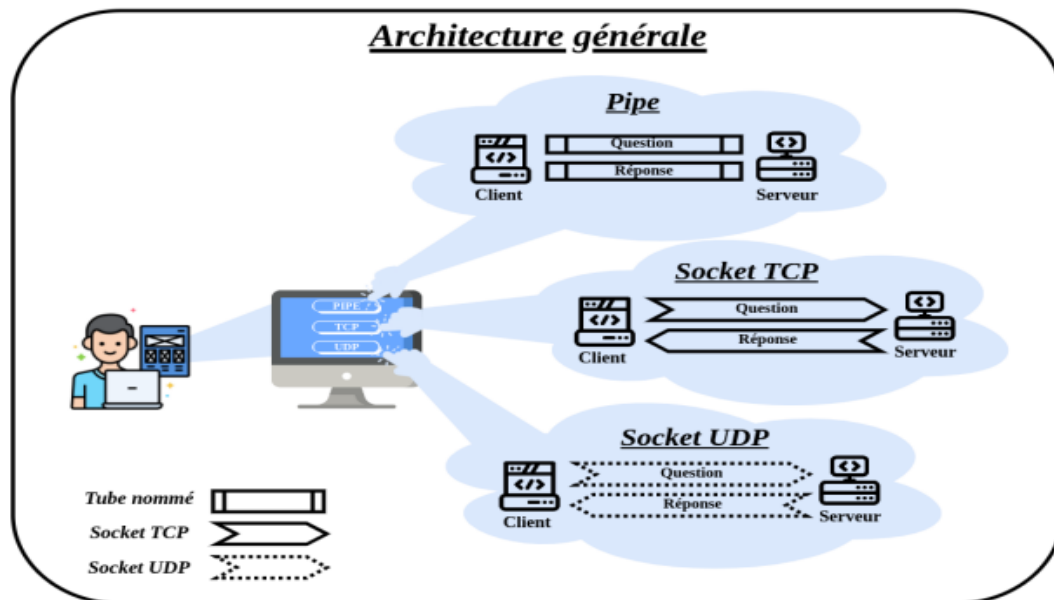 Architecture générale
Pipe
Question
Réponse
Client
Serveur
Socket TCP
Question
Réponse
Client
Serveur
PIPE
TCP
UDP
Socket UDP
Question
Réponse
Client
Serveur
Tube nommé
Socket TCP
Socket UDP